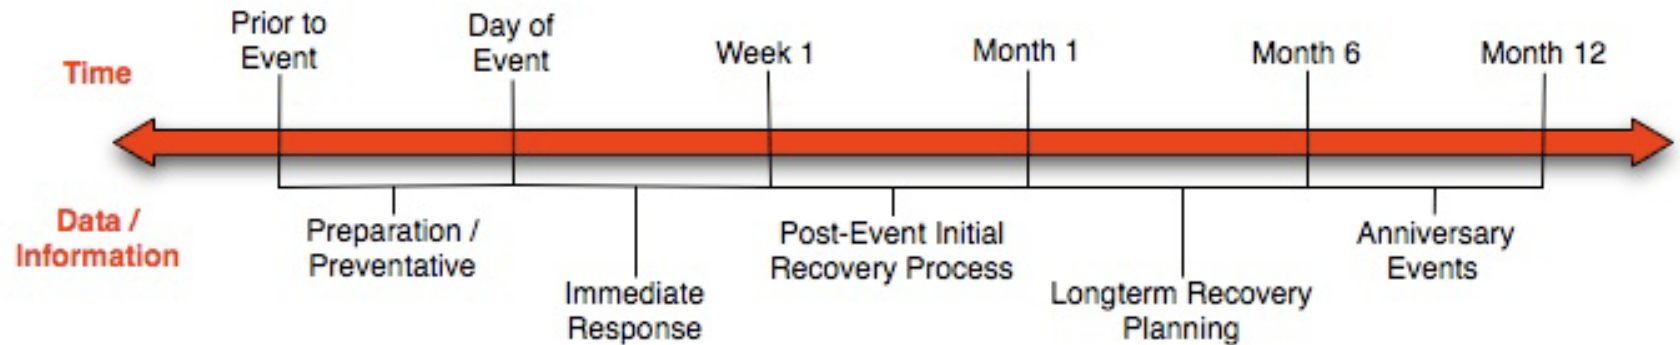 Prior to
Event
Day of
Event
Week 1
Month 1
Month 6
Month 12
Time
Data /
Information
Preparation /
Preventative
Immediate
Response
Post-Event Initial
Recovery Process
Longterm Recovery
Planning
Anniversary
Events